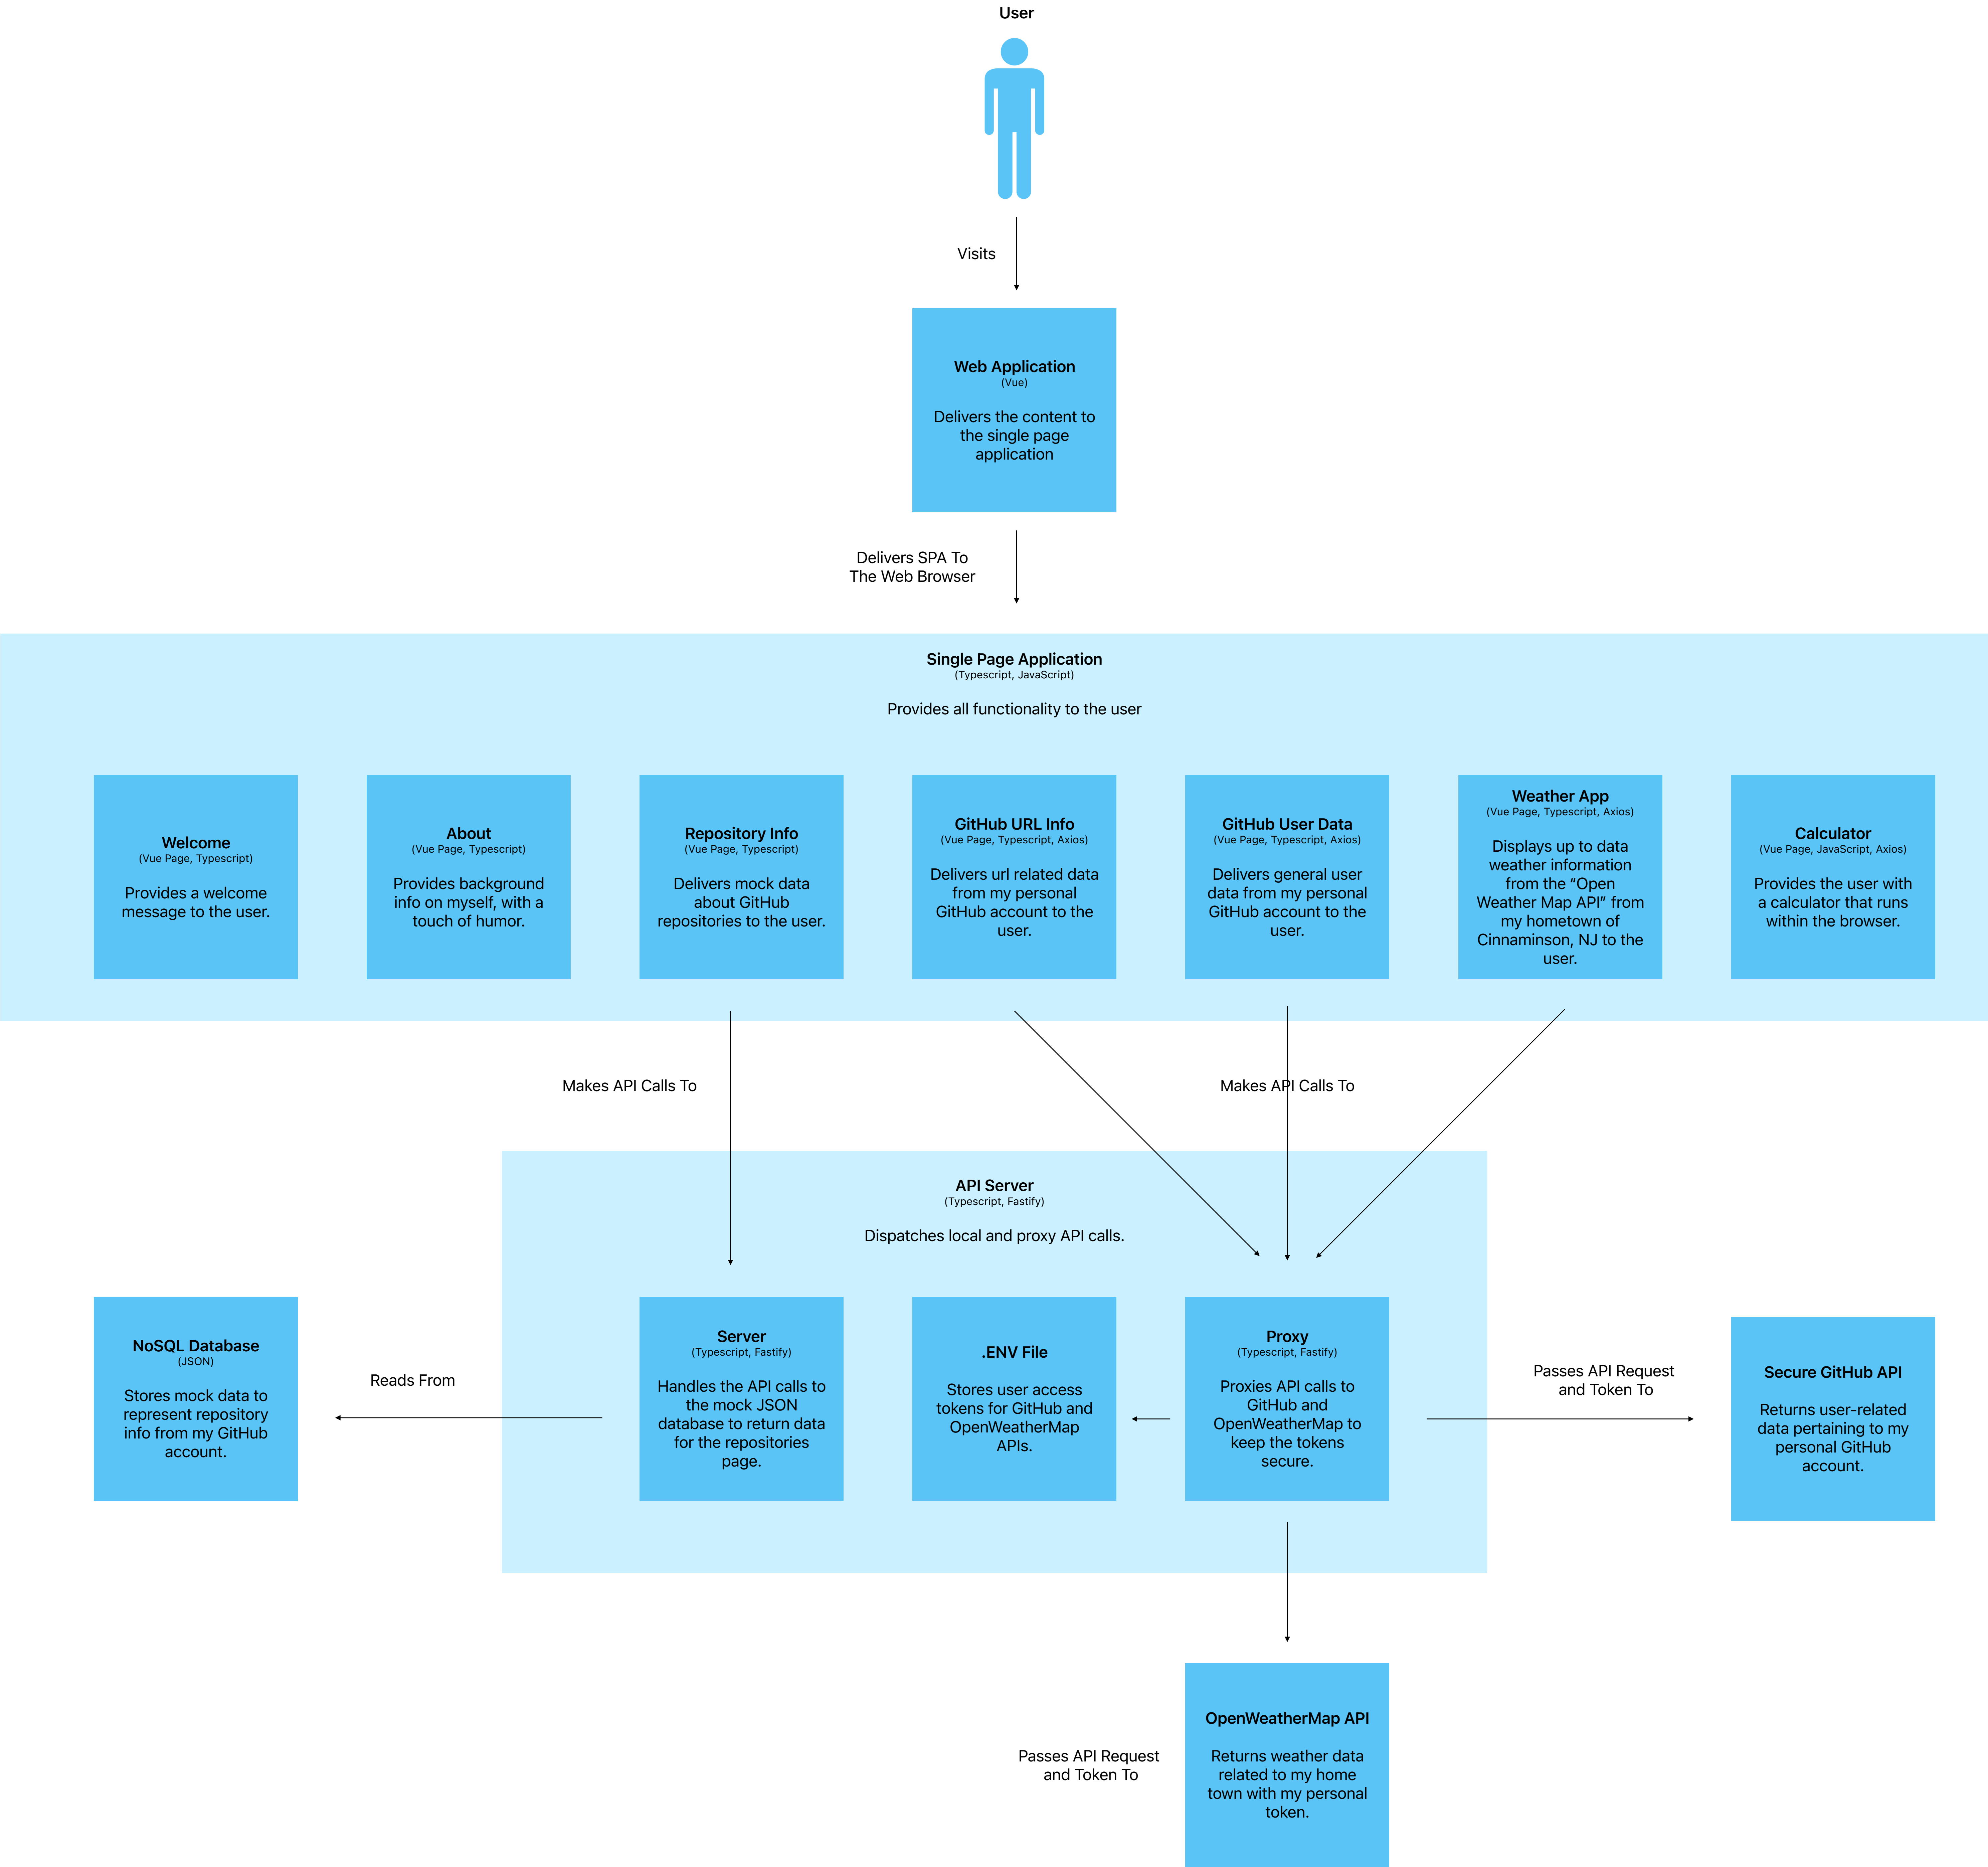 User
Visits
Web Application
(Vue)
Delivers the content to
the single page
application
Delivers SPA To
The Web Browser
Single Page Application
(Typescript, JavaScript)
Provides all functionality to the user
Welcome
(Vue Page, Typescript)
Provides a welcome
message to the user.
About
(Vue Page, Typescript)
Provides background
info on myself, with a
touch of humor.
Repository Info
(Vue Page, Typescript)
Delivers mock data
about GitHub
repositories to the user.
GitHub URL Info
(Vue Page, Typescript, Axios)
Delivers url related data
from my personal
GitHub account to the
user.
GitHub User Data
(Vue Page, Typescript, Axios)
Delivers general user
data from my personal
GitHub account to the
user.
Weather App
(Vue Page, Typescript, Axios)
Displays up to data
weather information
from the “Open
Weather Map API” from
my hometown of
Cinnaminson, NJ to the
user.
Calculator
(Vue Page, JavaScript, Axios)
Provides the user with
a calculator that runs
within the browser.
Makes API Calls To
Makes API Calls To
API Server
(Typescript, Fastify)
Dispatches local and proxy API calls.
NoSQL Database
(JSON)
Stores mock data to
represent repository
info from my GitHub
account.
Reads From
Server
(Typescript, Fastify)
Handles the API calls to
the mock JSON
database to return data
for the repositories
page.
.ENV File
Stores user access
tokens for GitHub and
OpenWeatherMap
APIs.
Proxy
(Typescript, Fastify)
Proxies API calls to
GitHub and
OpenWeatherMap to
keep the tokens
secure.
Passes API Request
and Token To
Secure GitHub API
Returns user-related
data pertaining to my
personal GitHub
account.
Passes API Request
and Token To
OpenWeatherMap API
Returns weather data
related to my home
town with my personal
token.